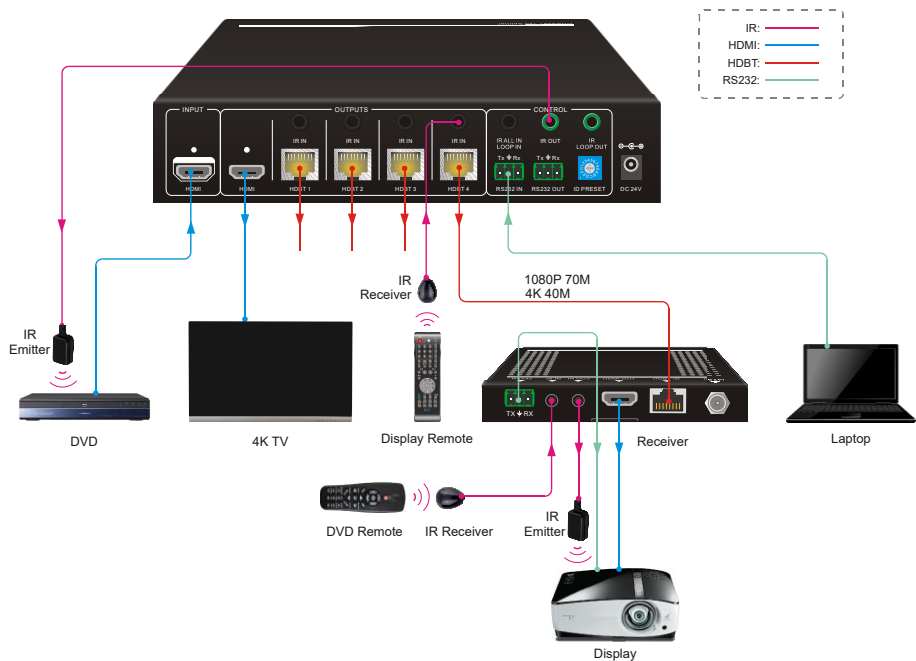 IR:
HDMI:
HDBT:
RS232:
INPUT
OUTPUTS
CONTROL
IR IN
IR IN
IR IN
IR IN
IR ALL IN
LOOP IN
IR OUT
IR
LOOP OUT
Tx Rx
Tx Rx
HDMI
HDMI
HDBT 1
HDBT 2
HDBT 3
HDBT 4
RS232 IN
RS232 OUT
ID PRESET
DC 24V
IR
Receiver
1080P 70M
4K 40M
IR
Emitter
TX RX
DVD
4K TV
Display Remote
Receiver
Laptop
DVD Remote
IR Receiver
IR
Emitter
Display